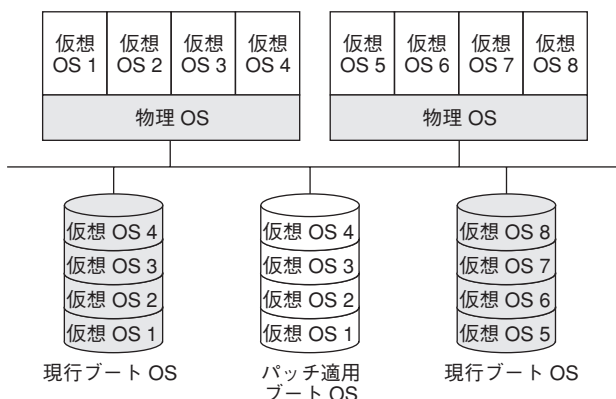 仮想
OS 1
仮想
OS 2
仮想
OS 3
仮想
OS 4
物理 OS
仮想
OS 5
仮想
OS 6
仮想
OS 7
仮想
OS 8
物理 OS
仮想 OS 4
仮想 OS 3
仮想 OS 2
仮想 OS 1
現行ブート OS
仮想 OS 4
仮想 OS 3
仮想 OS 2
仮想 OS 1
パッチ適用
ブート OS
仮想 OS 8
仮想 OS 7
仮想 OS 6
仮想 OS 5
現行ブート OS